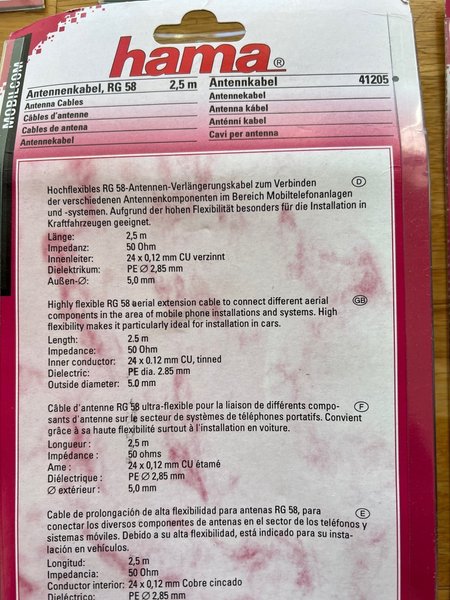 MOBILCOM
hama®
Antennenkabel, RG 58 2,5 m
Antenna Cables
Câbles d'antenne
Cables de antena
Antennekabel
Antennkabel 41205
Antennekabel
Antenna kábel
Anténní kabel
Cavi per antenna
Hochflexibles RG 58-Antennen-Verlängerungskabel zum Verbinden D
der verschiedenen Antennenkomponenten im Bereich Mobiltelefonanlagen
und -systemen. Aufgrund der hohen Flexibilität besonders für die Installation in
Kraftfahrzeugen geeignet.
Länge: 2,5 m
Impedanz: 50 Ohm
Innenleiter: 24 x 0,12 mm CU verzinnt
Dielektrikum: PE Ø 2,85 mm
Außen-Ø: 5,0 mm
Highly flexible RG 58 aerial extension cable to connect different aerial GB
components in the area of mobile phone installations and systems. High
flexibility makes it particularly ideal for installation in cars.
Length: 2.5 m
Impedance: 50 Ohm
Inner conductor: 24 x 0.12 mm CU, tinned
Dielectric: PE dia. 2.85 mm
Outside diameter: 5.0 mm
Câble d'antenne RG 58 ultra-flexible pour la liaison de différents compo- F
sants d'antenne sur le secteur de systèmes de téléphones portatifs. Convient
grâce à sa haute flexibilité surtout à l'installation en voiture.
Longueur : 2,5 m
Impédance : 50 ohms
Ame : 24 x 0,12 mm CU étamé
Diélectrique : PE Ø 2,85 mm
Ø extérieur : 5,0 mm
Cable de prolongación de alta flexibilidad para antenas RG 58, para E
conectar los diversos componentes de antenas en el sector de los teléfonos y
sistemas móviles. Debido a su alta flexibilidad, está indicado para su insta-
lación en vehículos.
Longitud: 2,5 m
Impedancia: 50 Ohm
Conductor interior: 24 x 0,12 mm Cobre cincado
Dieléctrico: PE Ø 2,85 mm